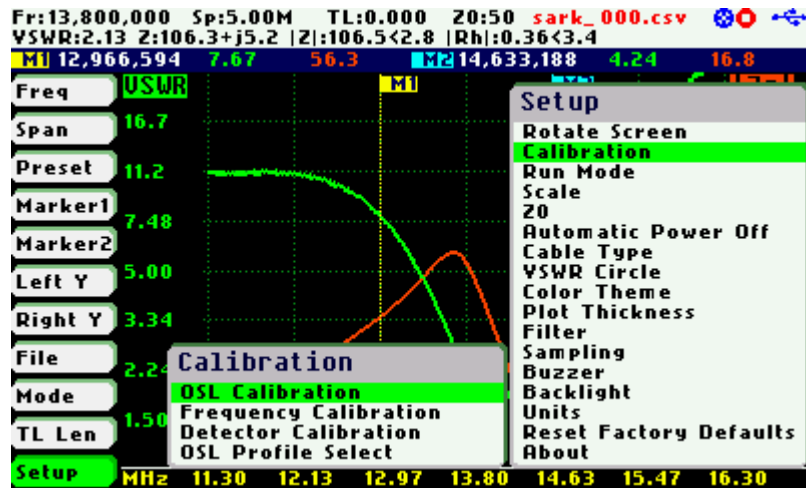 Fr:13,800,000 Sp:5.00M TL:0.000 Z0:50 sark_000.csv
VSWR:2.13 Z:106.3+j5.2 |Z|:106.5<2.8 |Rh|:0.36<3.4
M1 12,966,594 7.67 56.3 M2 14,633,188 4.24 16.8
Freq
Span
Preset
Marker1
Marker2
Left Y
Right Y
File
Mode
TL Len
Setup
VSWR
M1
16.7
11.2
7.48
5.00
3.34
2.24
1.50
Setup
Rotate Screen
Calibration
Run Mode
Scale
Z0
Automatic Power Off
Cable Type
VSWR Circle
Color Theme
Plot Thickness
Filter
Sampling
Buzzer
Backlight
Units
Reset Factory Defaults
About
Calibration
OSL Calibration
Frequency Calibration
Detector Calibration
OSL Profile Select
MHz 11.30 12.13 12.97 13.80 14.63 15.47 16.30